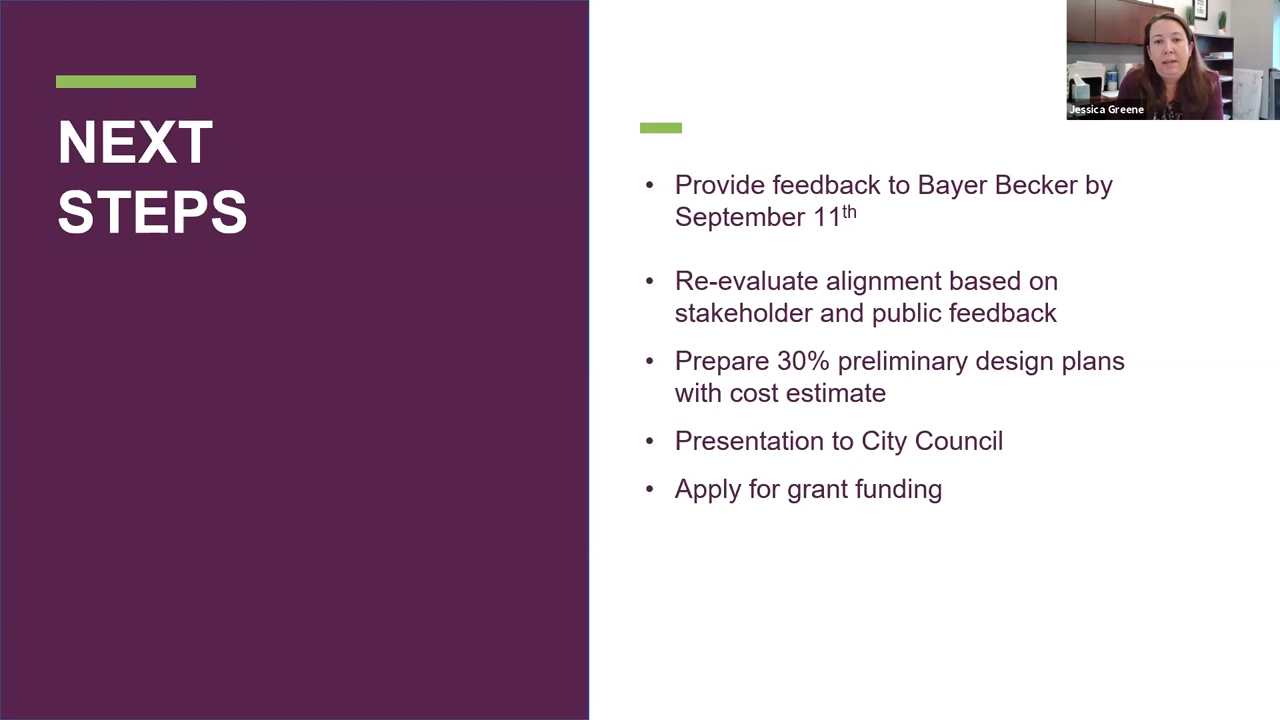 NEXT
STEPS
Jessica Greene
• Provide feedback to Bayer Becker by
September 11th
• Re-evaluate alignment based on
stakeholder and public feedback
• Prepare 30% preliminary design plans
with cost estimate
• Presentation to City Council
• Apply for grant funding